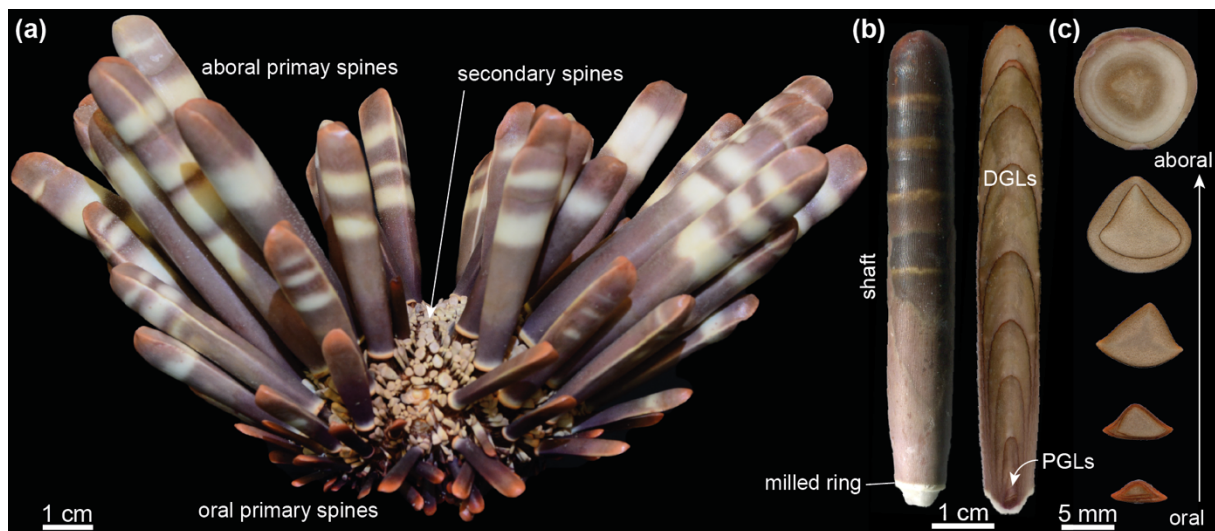 (a)
aboral primay spines
secondary spines
oral primary spines
1 cm
(b)
shaft
milled ring
DGLs
PGLs
1 cm
(c)
aboral
oral
5 mm